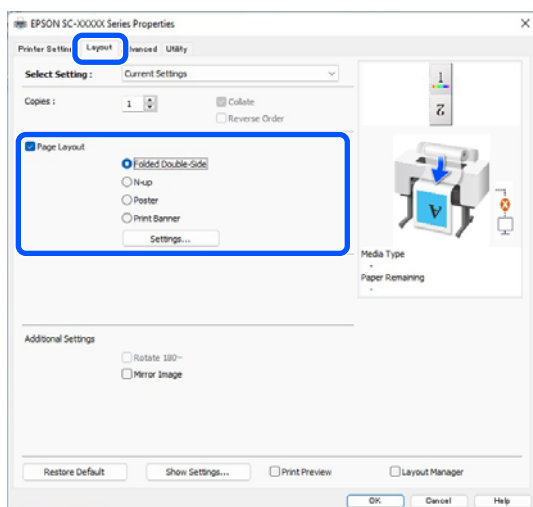 EPSON SC-XXXXX Series Properties
Printer Settin Layout dvanced Utility
Select Setting : Current Settings
Copies : 1 Collate
Reverse Order
Page Layout
Folded Double-Side
N-up
Poster
Print Banner
Settings...
1
2
A
Media Type
-
Paper Remaining
-
Additional Settings
Rotate 180°
Mirror Image
Restore Default Show Settings... Print Preview Layout Manager
OK Cancel Help